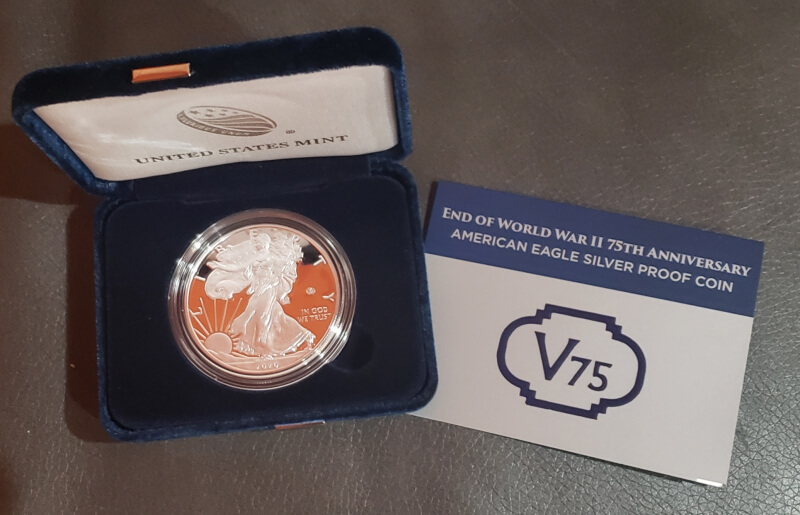 UNITED STATES MINT
L I  Y
IN GOD
WE TRUST
2020
END OF WORLD WAR II 75TH ANNIVERSARY
AMERICAN EAGLE SILVER PROOF COIN
V75